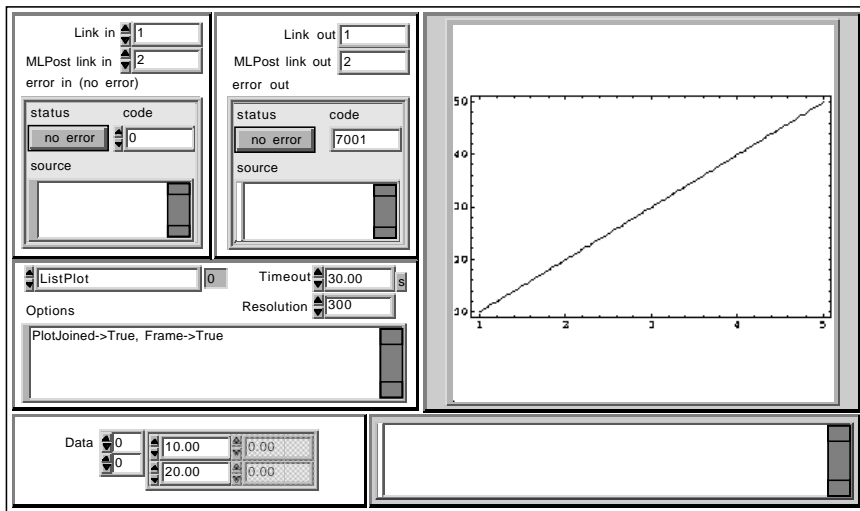 Link in 1
MLPost link in 2
error in (no error)
status code
no error 0
source
Link out 1
MLPost link out 2
error out
status code
no error 7001
source
ListPlot 0
Timeout 30.00 s
Resolution 300
Options
PlotJoined->True, Frame->True
50
40
30
20
10
1 2 3 4 5
Data 0 10.00 0.00
0 20.00 0.00